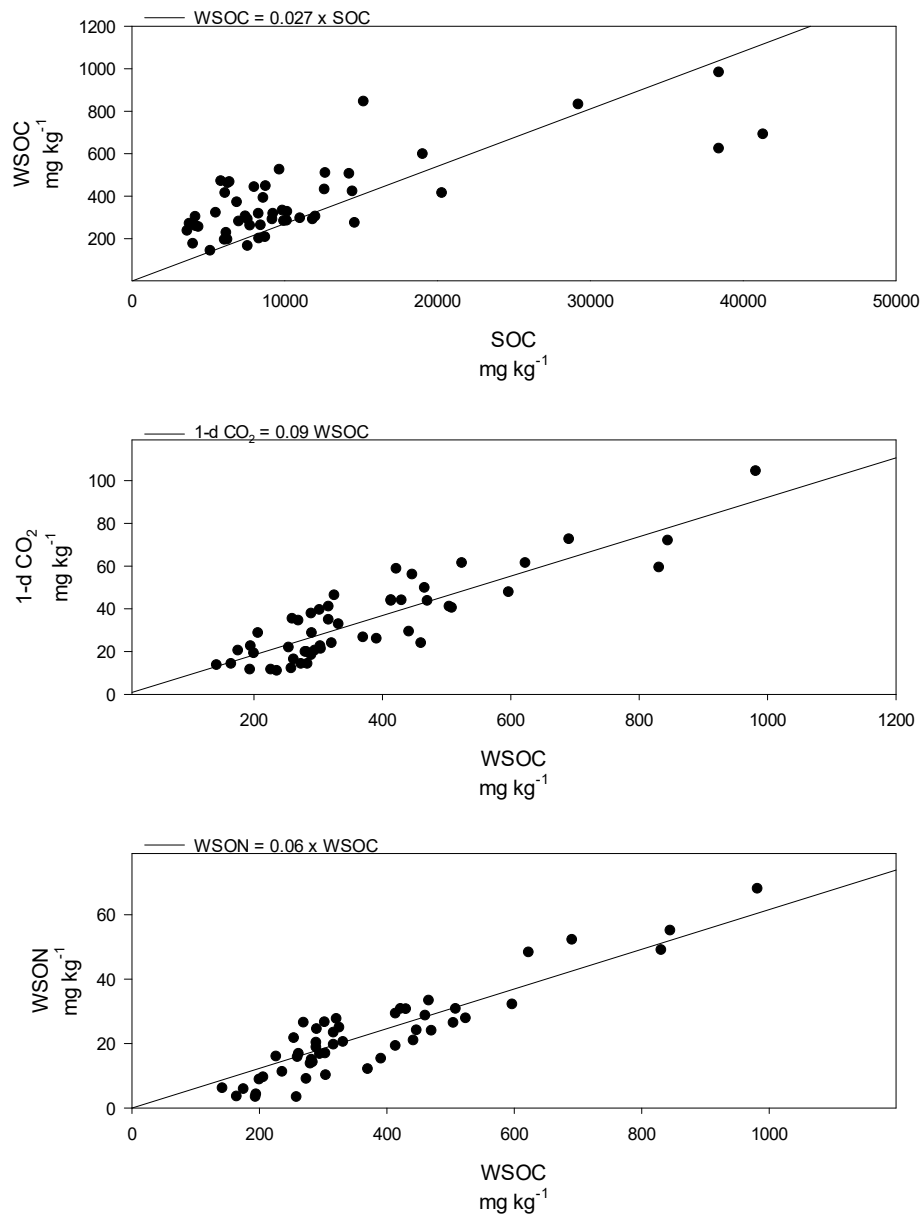 WSOC = 0.027 x SOC
1200
1000
800
600
400
200
WSOC
mg kg⁻¹
0
10000
20000
30000
40000
50000
SOC
mg kg⁻¹
1-d CO₂ = 0.09 WSOC
100
80
60
40
20
0
1-d CO₂
mg kg⁻¹
200
400
600
800
1000
1200
WSOC
mg kg⁻¹
WSON = 0.06 x WSOC
60
40
20
0
WSON
mg kg⁻¹
0
200
400
600
800
1000
WSOC
mg kg⁻¹